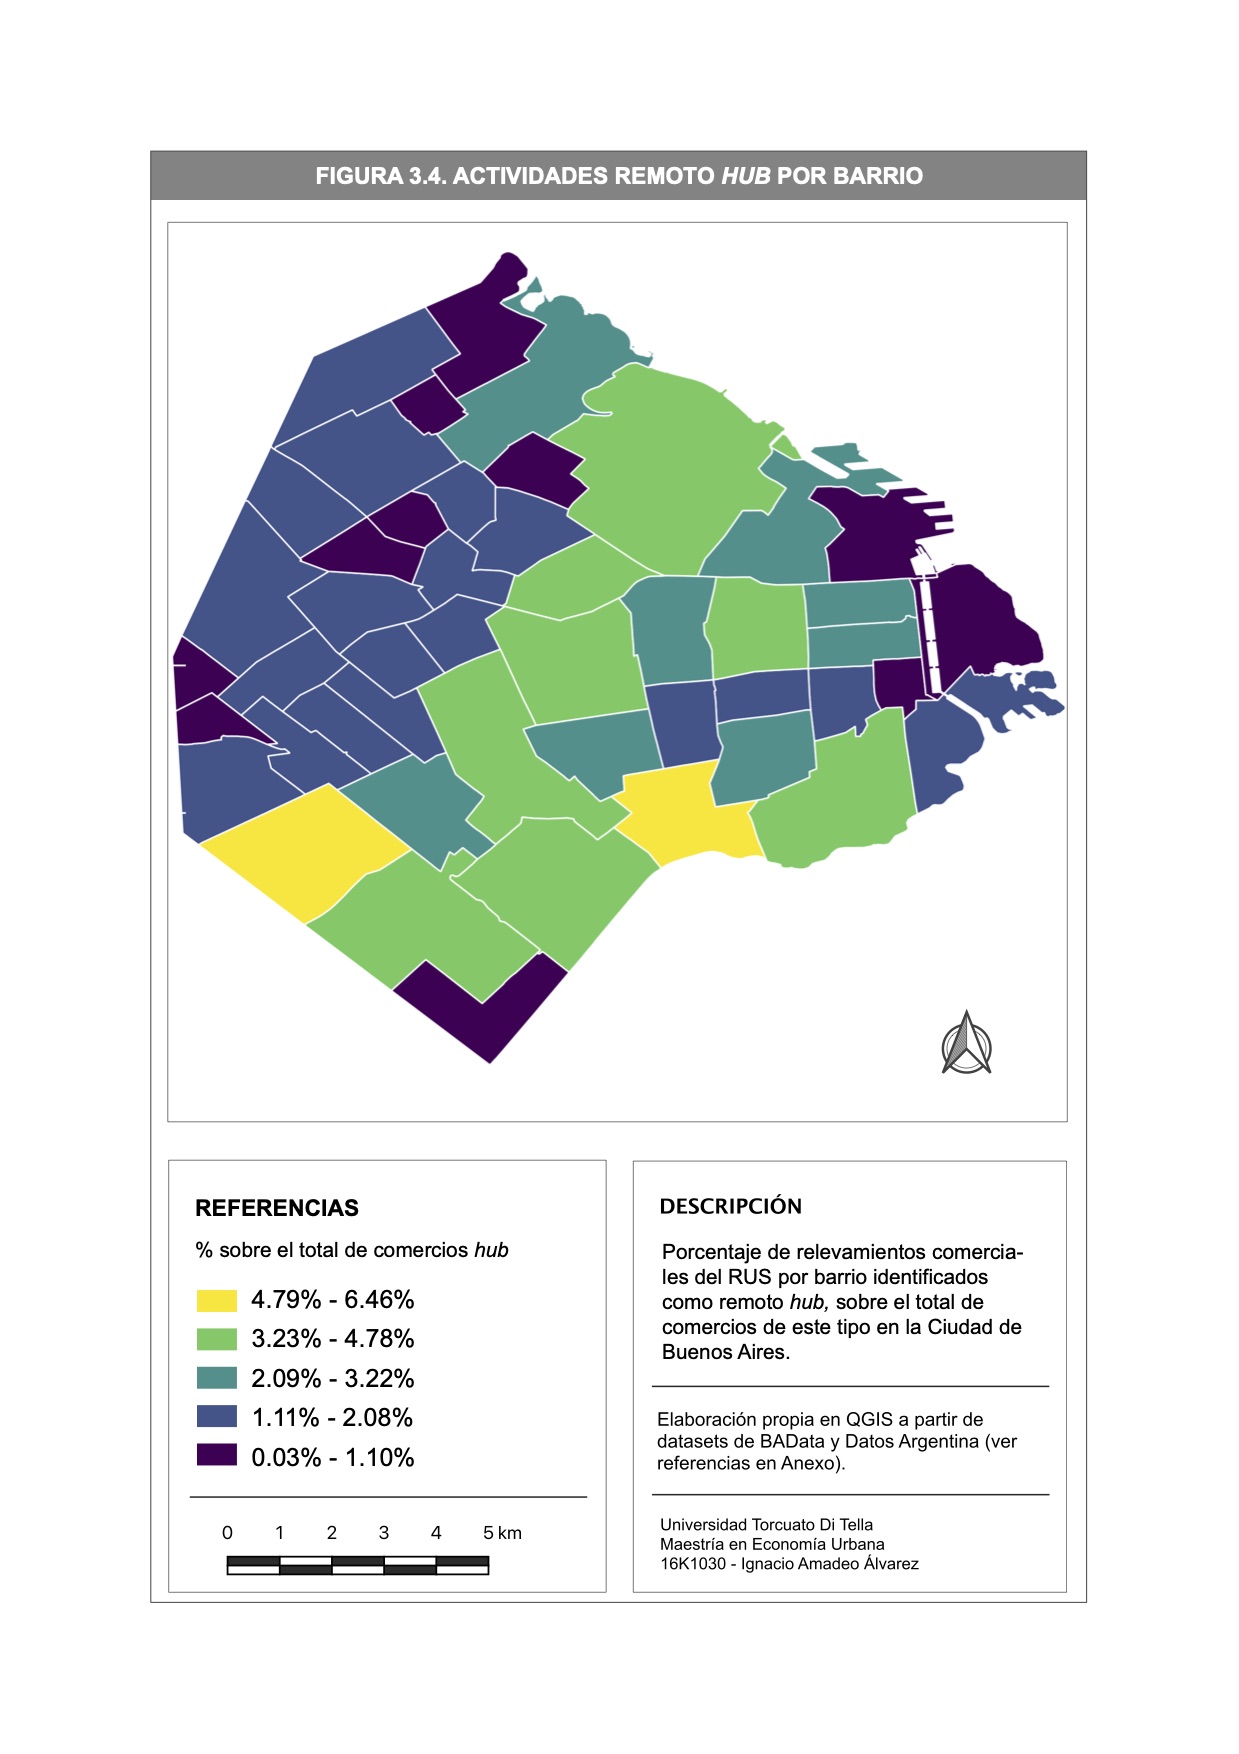 FIGURA 3.4. ACTIVIDADES REMOTO HUB POR BARRIO
REFERENCIAS
% sobre el total de comercios hub
4.79% - 6.46%
3.23% - 4.78%
2.09% - 3.22%
1.11% - 2.08%
0.03% - 1.10%
0 1 2 3 4 5 km
DESCRIPCIÓN
Porcentaje de relevamientos comercia-
les del RUS por barrio identificados
como remoto hub, sobre el total de
comercios de este tipo en la Ciudad de
Buenos Aires.
Elaboración propia en QGIS a partir de
datasets de BAData y Datos Argentina (ver
referencias en Anexo).
Universidad Torcuato Di Tella
Maestría en Economía Urbana
16K1030 - Ignacio Amadeo Álvarez